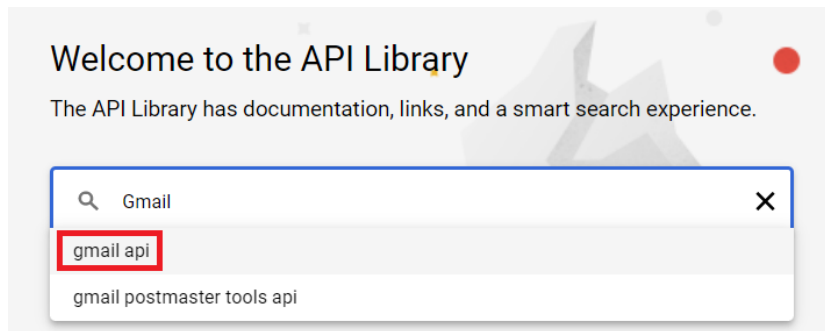 Welcome to the API Library
The API Library has documentation, links, and a smart search experience.
Gmail
gmail api
gmail postmaster tools api